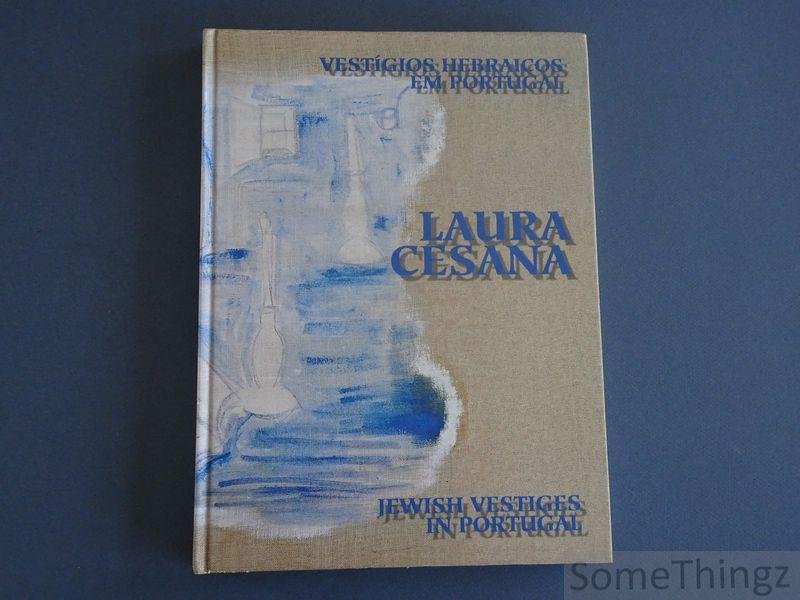 VESTÍGIOS HEBRAICOS
EM PORTUGAL
LAURA
CESANA
JEWISH VESTIGES
IN PORTUGAL
SomeThingz